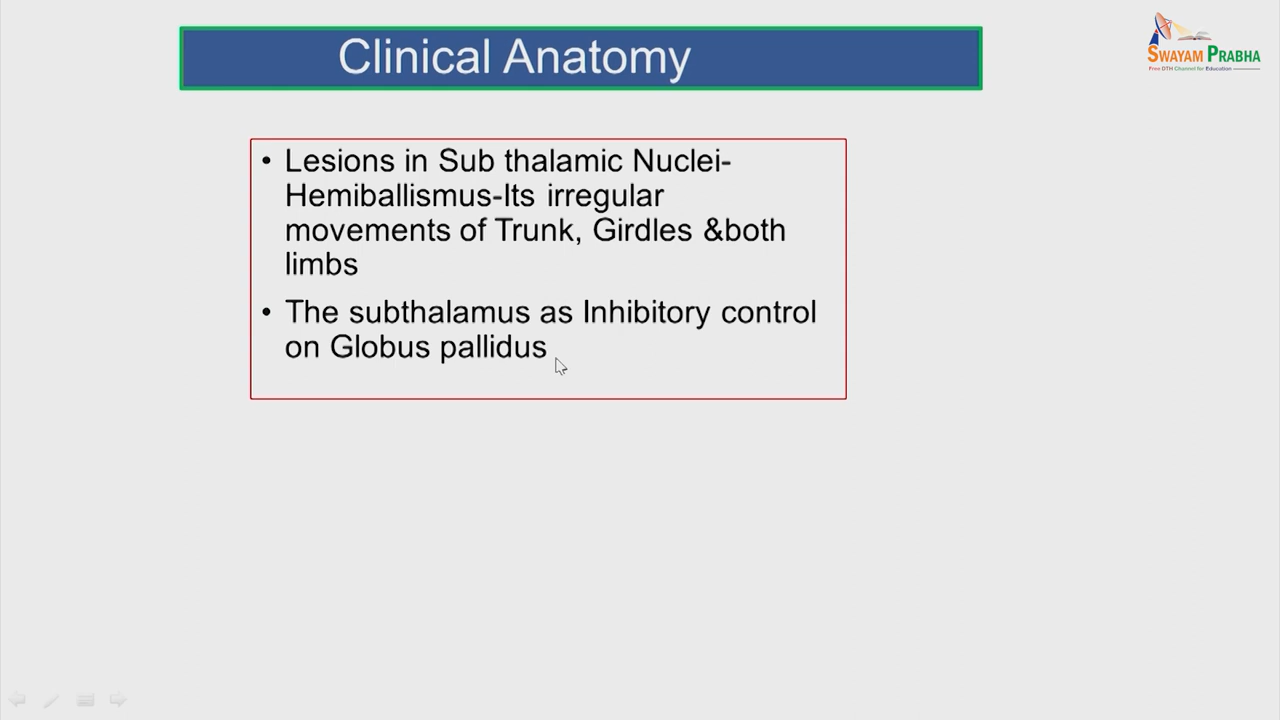 Clinical Anatomy
SWAYAM PRABHA
Free DTH Channel for Education
• Lesions in Sub thalamic Nuclei-
Hemiballismus-Its irregular
movements of Trunk, Girdles &both
limbs
• The subthalamus as Inhibitory control
on Globus pallidus